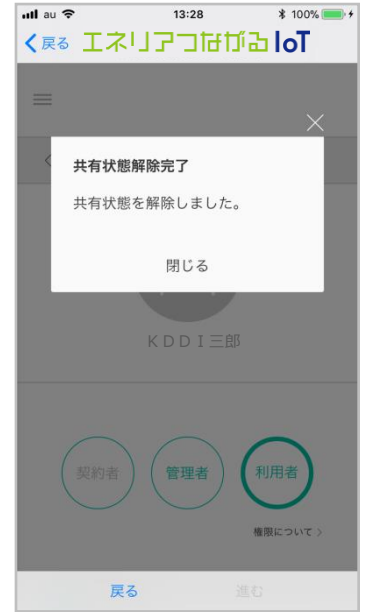 au 13:28 100%
戻る エネリアつながるIoT
共有状態解除完了
共有状態を解除しました。
閉じる
KDDI三郎
契約者 管理者 利用者
権限について
戻る 進む